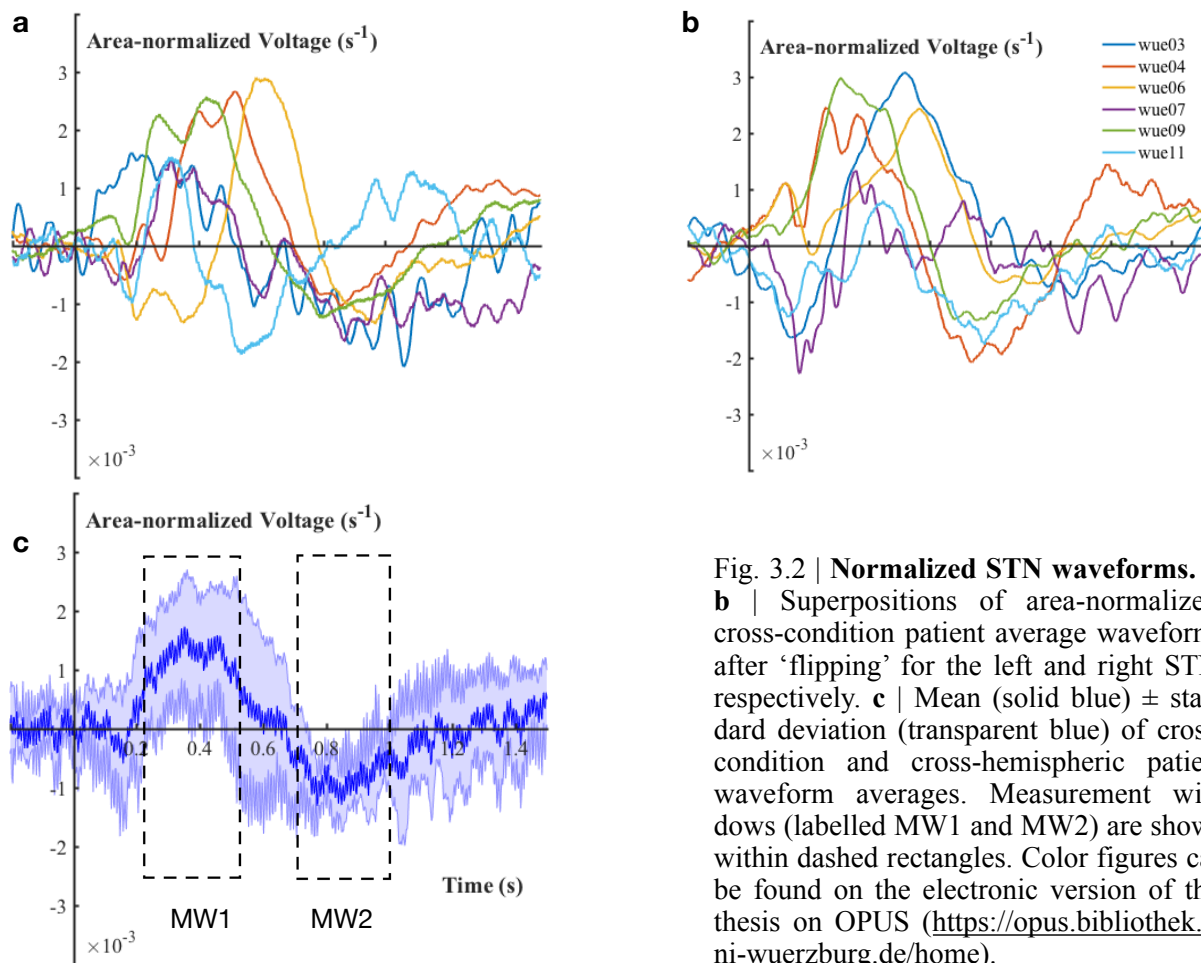 a
Area-normalized Voltage (s⁻¹)
3
2
1
-1
-2
-3
×10⁻³
b
Area-normalized Voltage (s⁻¹)
3
2
1
-1
-2
-3
×10⁻³
wue03
wue04
wue06
wue07
wue09
wue11
c
Area-normalized Voltage (s⁻¹)
3
2
1
-1
-2
-3
×10⁻³
0.2 0.4 0.6 0.8 1 1.2 1.4
Time (s)
MW1 MW2
Fig. 3.2 | Normalized STN waveforms.
b | Superpositions of area-normalize
cross-condition patient average waveform
after ‘flipping’ for the left and right STN
respectively. c | Mean (solid blue) ± stan
dard deviation (transparent blue) of cros
condition and cross-hemispheric patie
waveform averages. Measurement wi
dows (labelled MW1 and MW2) are show
within dashed rectangles. Color figures ca
be found on the electronic version of th
thesis on OPUS (https://opus.bibliothek.
ni-wuerzburg.de/home).